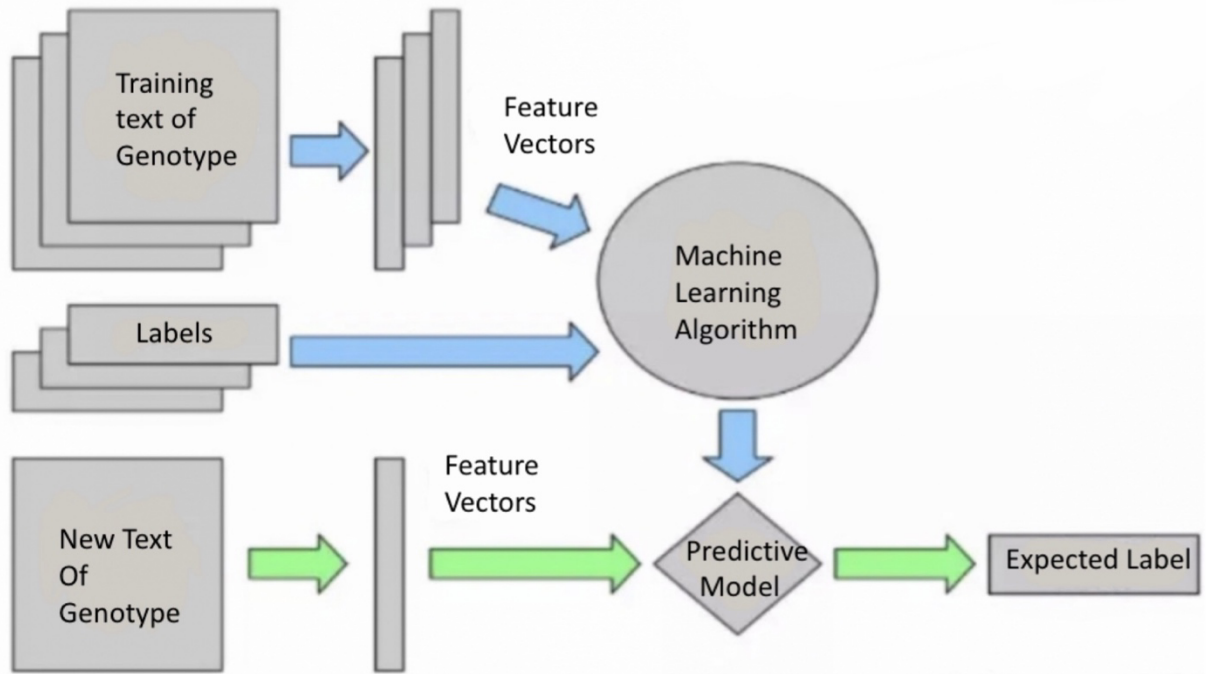 Training
text of
Genotype
Feature
Vectors
Machine
Learning
Algorithm
Labels
Feature
Vectors
New Text
Of
Genotype
Predictive
Model
Expected Label